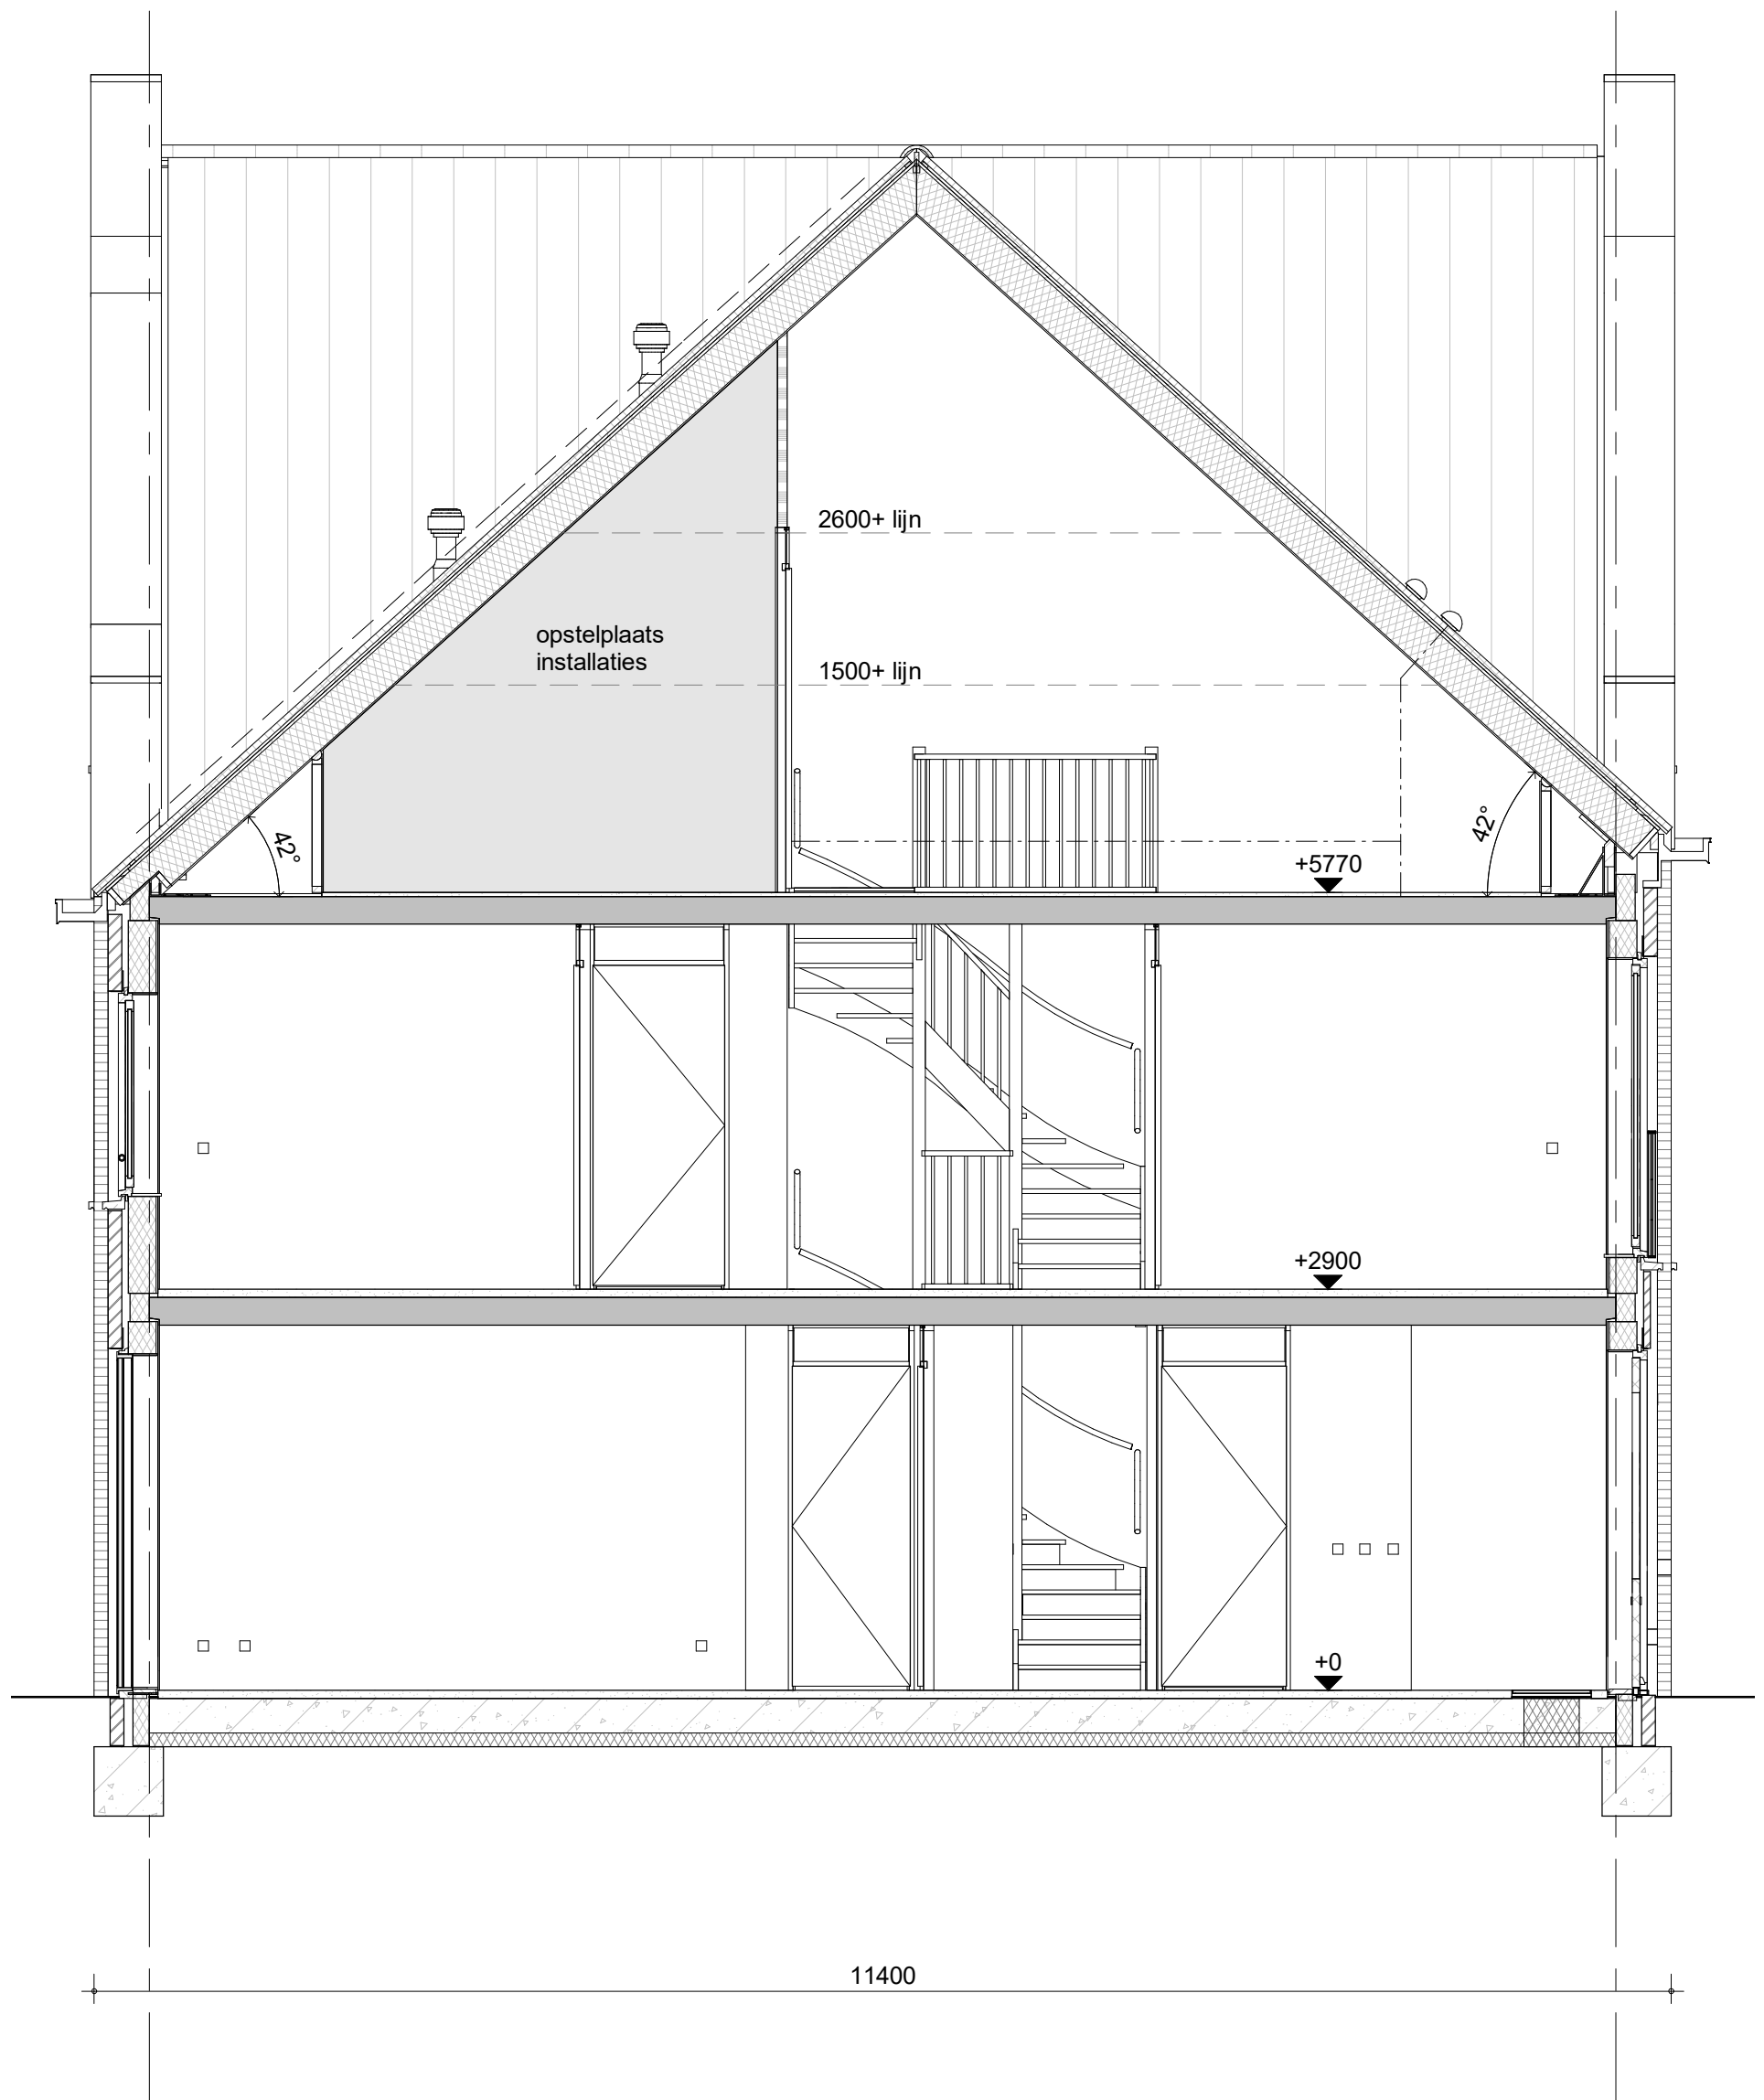 2600+ lijn
opstelplaats
installaties
1500+ lijn
42°
42°
+5770
+2900
+0
11400